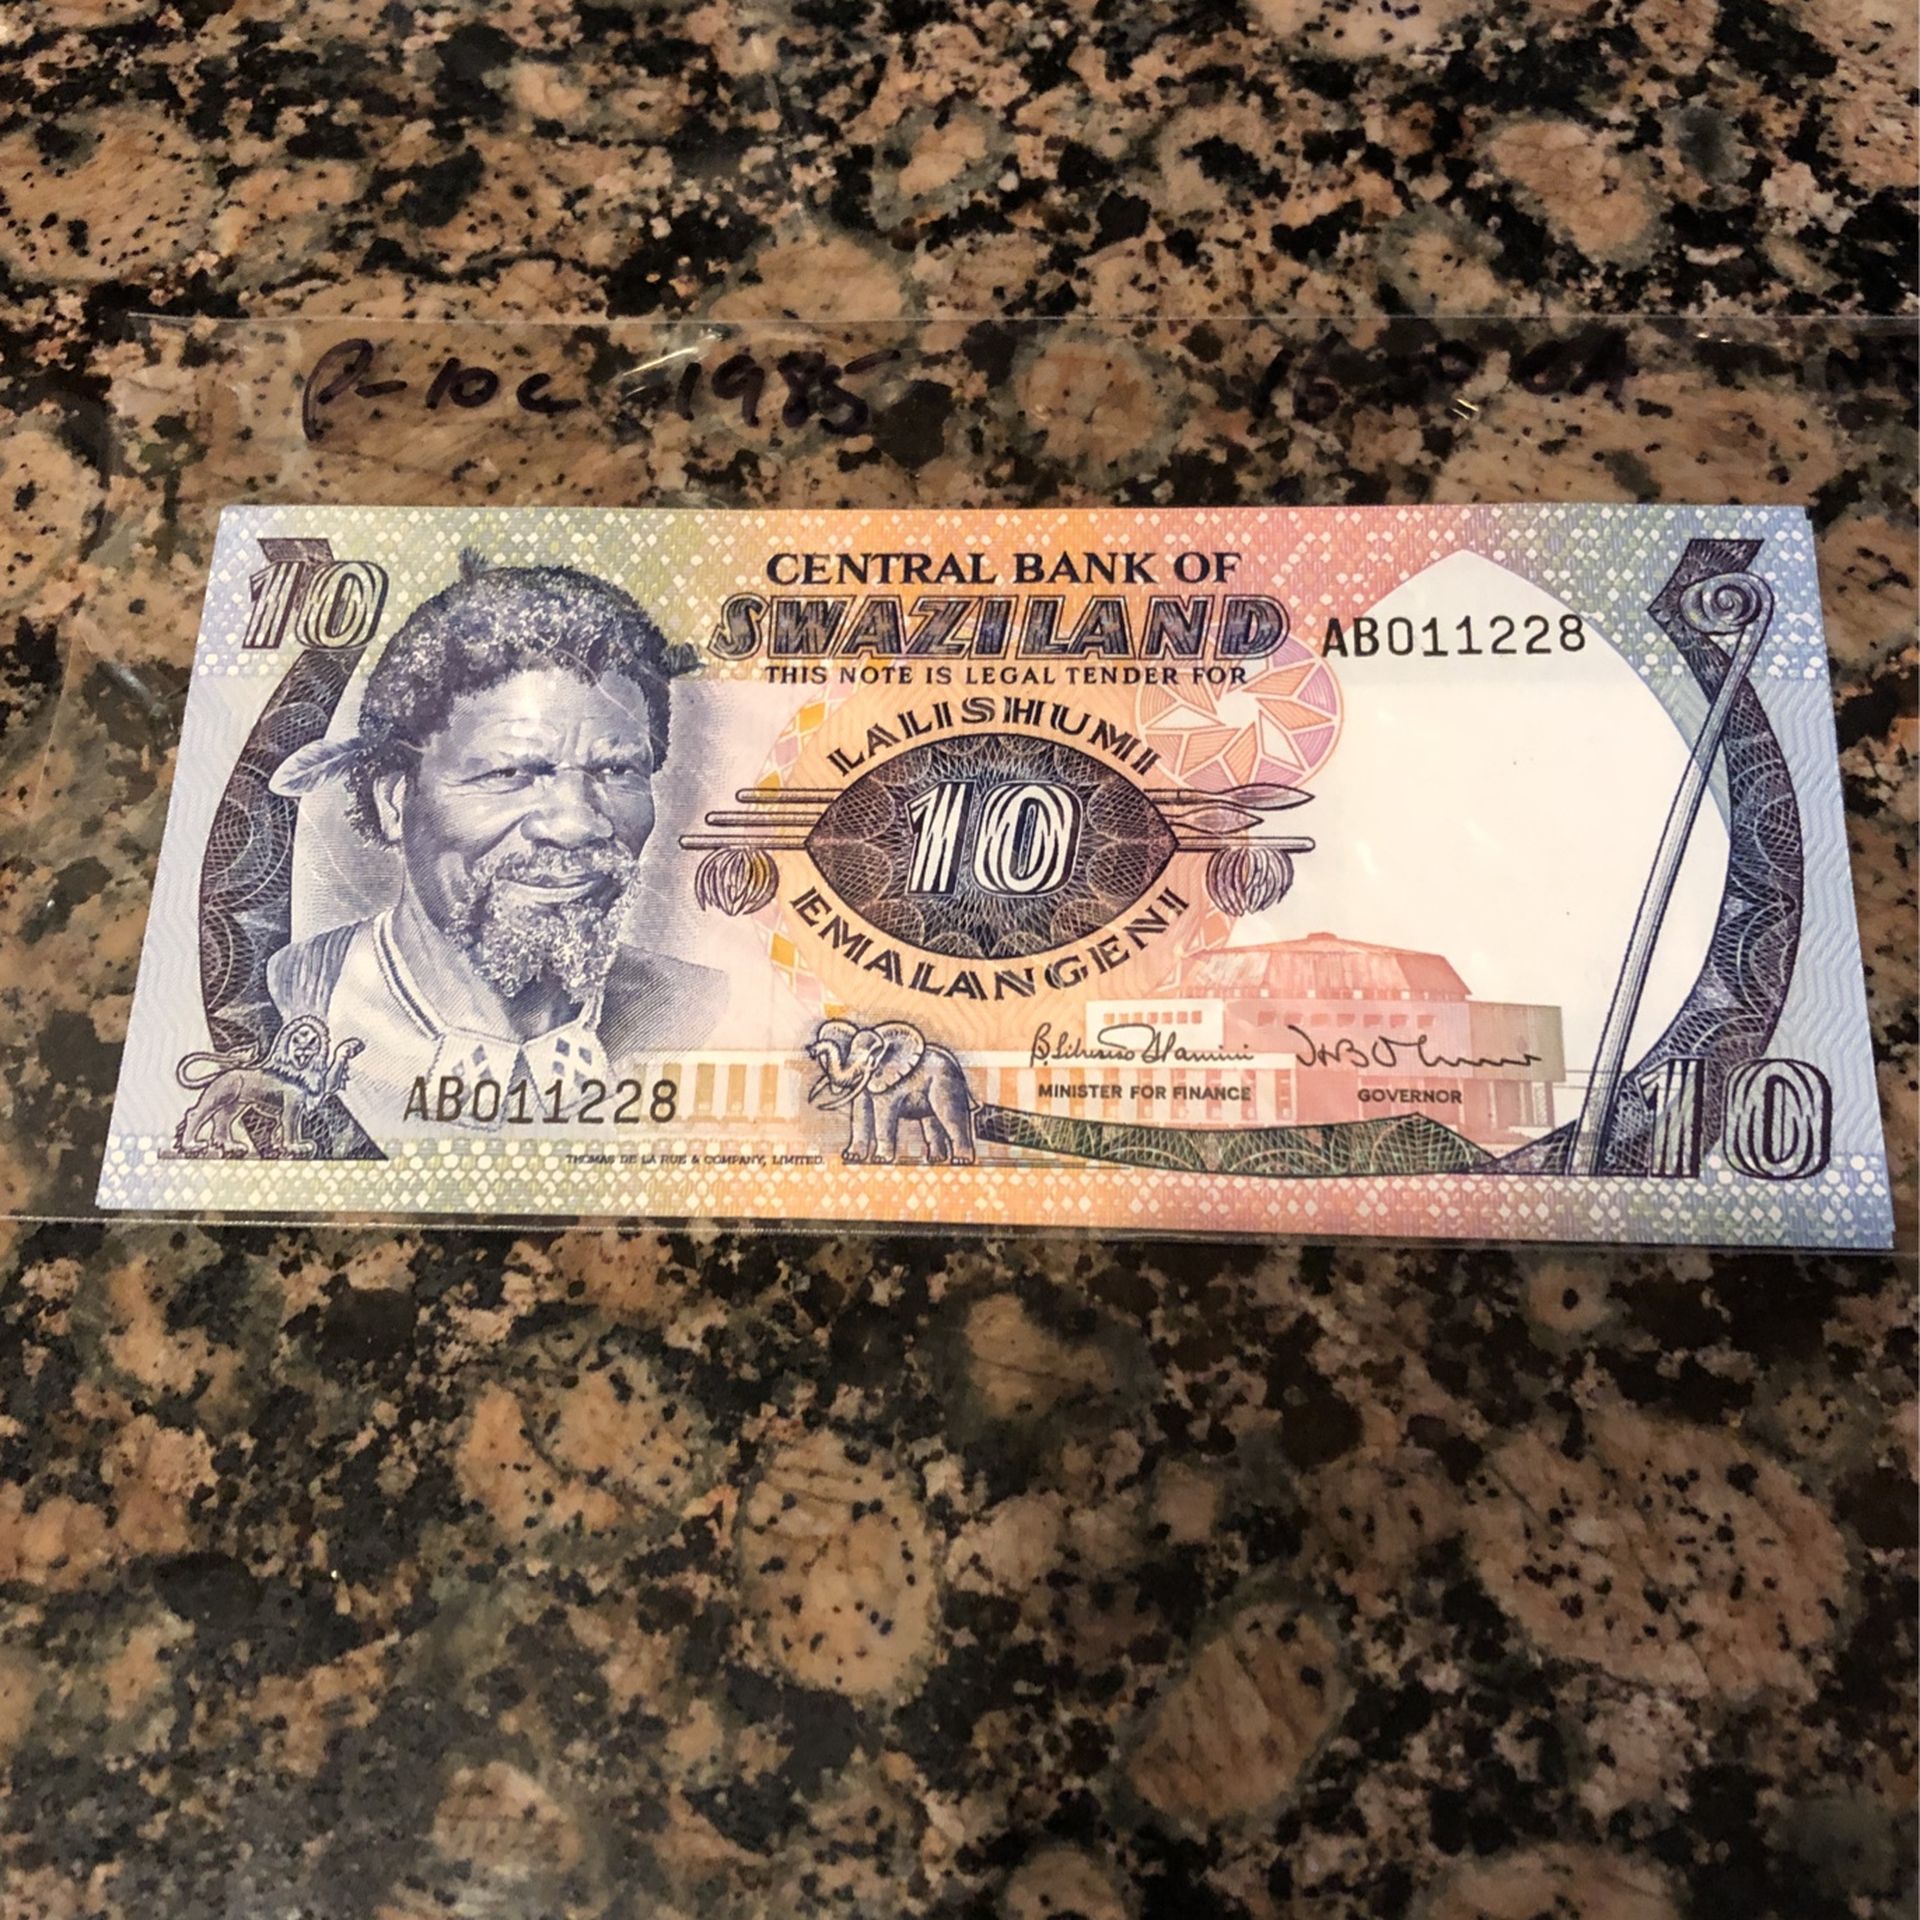 P-10c 1985
10
CENTRAL BANK OF
SWAZILAND
AB011228
THIS NOTE IS LEGAL TENDER FOR
LALISHUMI
10
EMALANGENI
MINISTER FOR FINANCE
GOVERNOR
AB011228
10
THOMAS DE LA RUE & COMPANY, LIMITED.